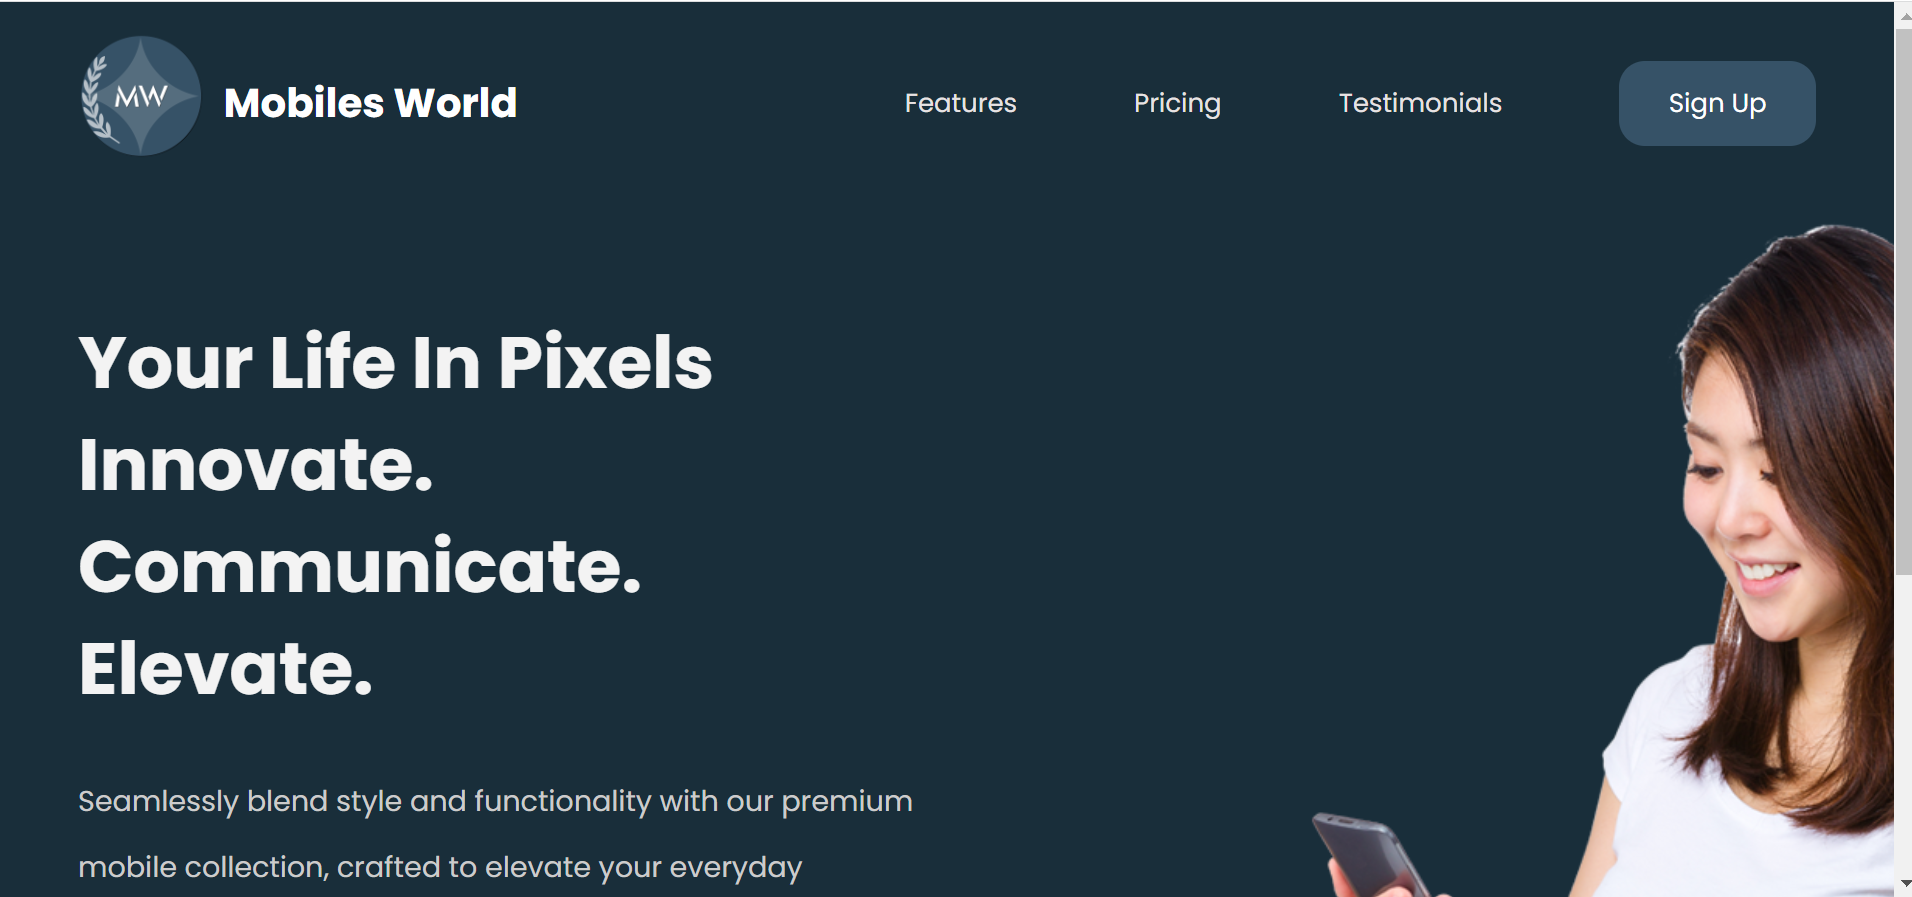 MW
Mobiles World
Features
Pricing
Testimonials
Sign Up
Your Life In Pixels
Innovate.
Communicate.
Elevate.
Seamlessly blend style and functionality with our premium
mobile collection, crafted to elevate your everyday